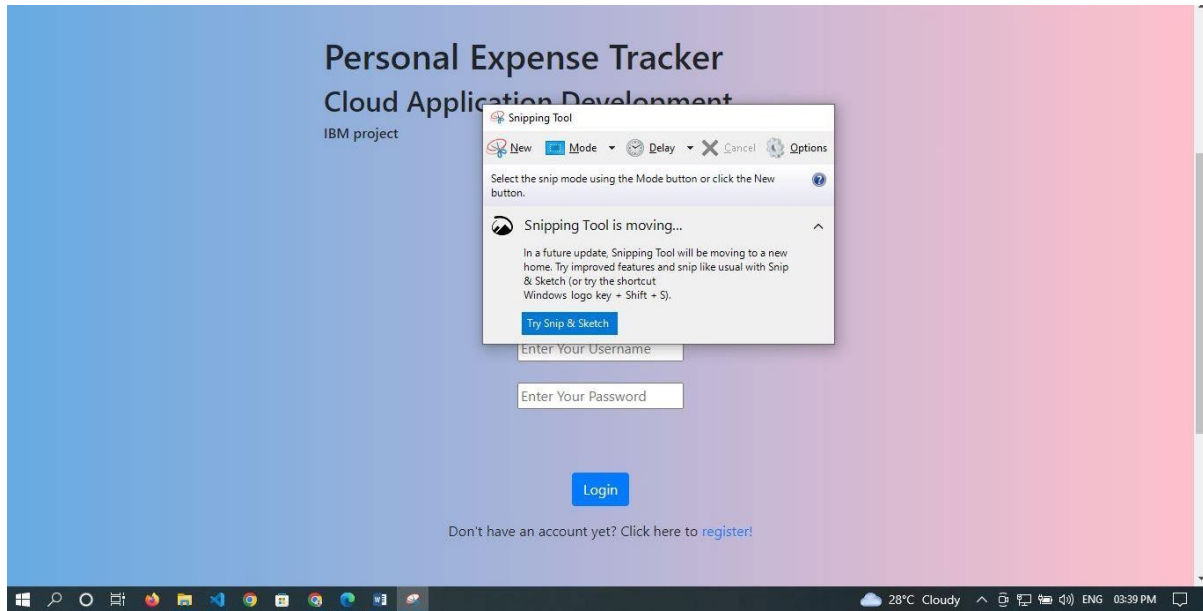 Personal Expense Tracker
Cloud Application Development
IBM project
Snipping Tool
New Mode Delay Cancel Options
Select the snip mode using the Mode button or click the New
button.
Snipping Tool is moving...
In a future update, Snipping Tool will be moving to a new
home. Try improved features and snip like usual with Snip
& Sketch (or try the shortcut
Windows logo key + Shift + S).
Try Snip & Sketch
Enter Your Username
Enter Your Password
Login
Don't have an account yet? Click here to register!
28°C Cloudy ENG 03:39 PM